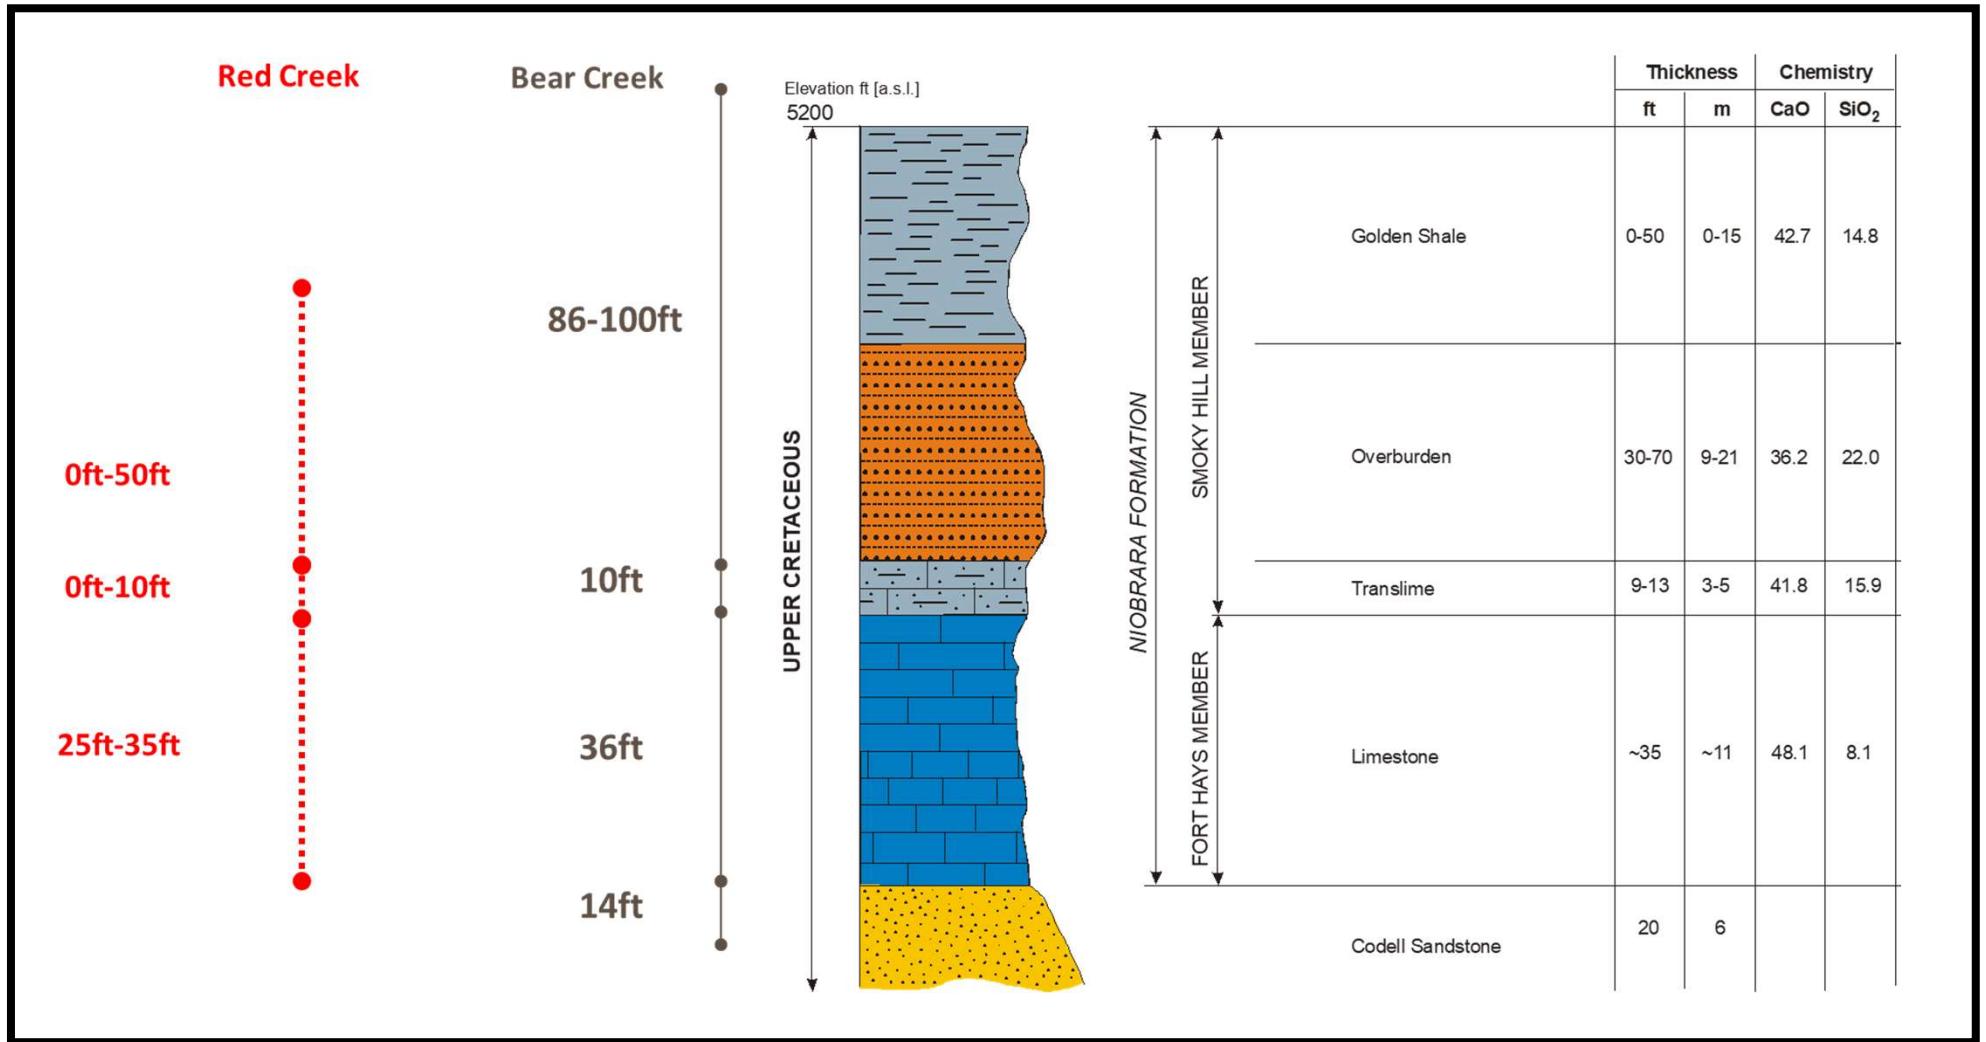 Red Creek
Bear Creek
Elevation ft [a.s.l.]
5200
Thickness
Chemistry
ft
m
CaO
SiO₂
0ft-50ft
0ft-10ft
25ft-35ft
86-100ft
10ft
36ft
14ft
UPPER CRETACEOUS
NIOBRARA FORMATION
SMOKY HILL MEMBER
FORT HAYS MEMBER
Golden Shale 0-50 0-15 42.7 14.8
Overburden 30-70 9-21 36.2 22.0
Translime 9-13 3-5 41.8 15.9
Limestone ~35 ~11 48.1 8.1
Codell Sandstone 20 6